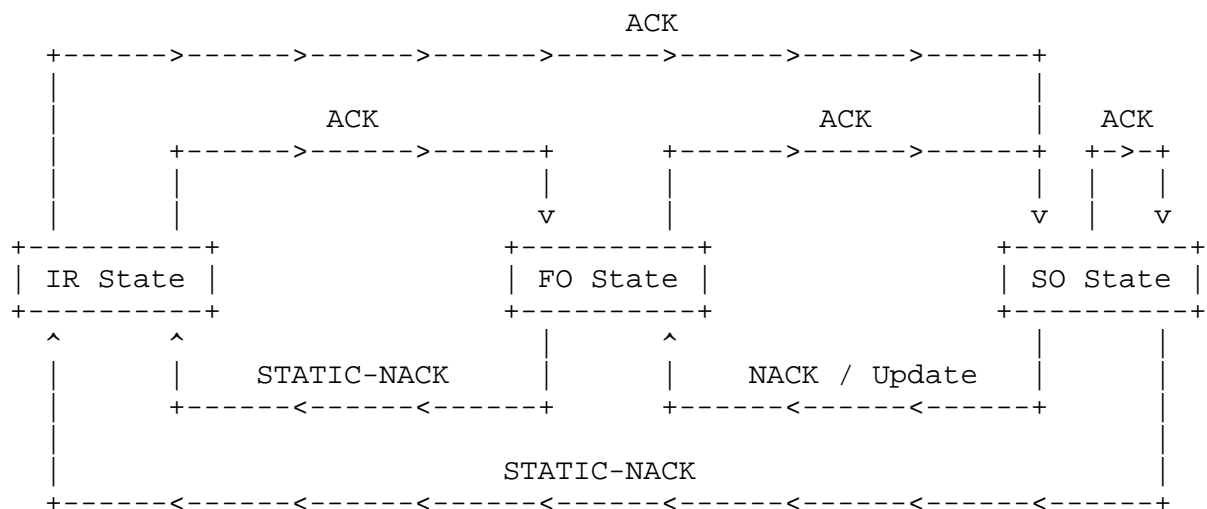 ACK
ACK ACK ACK
IR State FO State SO State
STATIC-NACK NACK / Update
STATIC-NACK